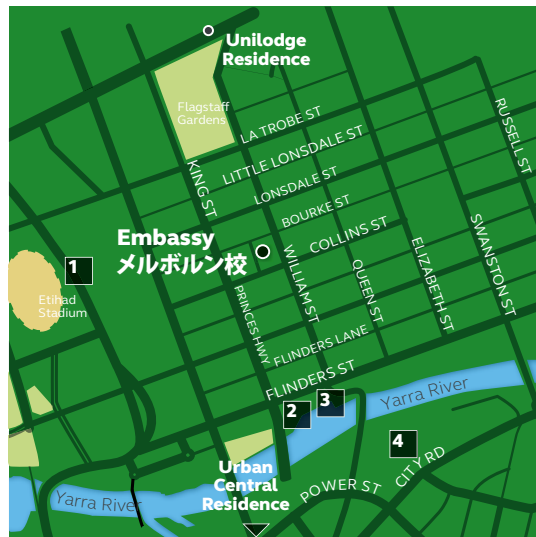 Unilodge
Residence
Flagstaff
Gardens
LA TROBE ST
RUSSELL ST
LITTLE LONSDALE ST
KING ST
LONSDALE ST
BOURKE ST
COLLINS ST
SWANSTON ST
Embassy
メルボルン校
1
WILLIAM ST
QUEEN ST
ELIZABETH ST
Etihad
Stadium
PRINCES HWY
FLINDERS LANE
FLINDERS ST
2
3
Yarra River
4
Urban
Central
Residence
CITY RD
POWER ST
Yarra River